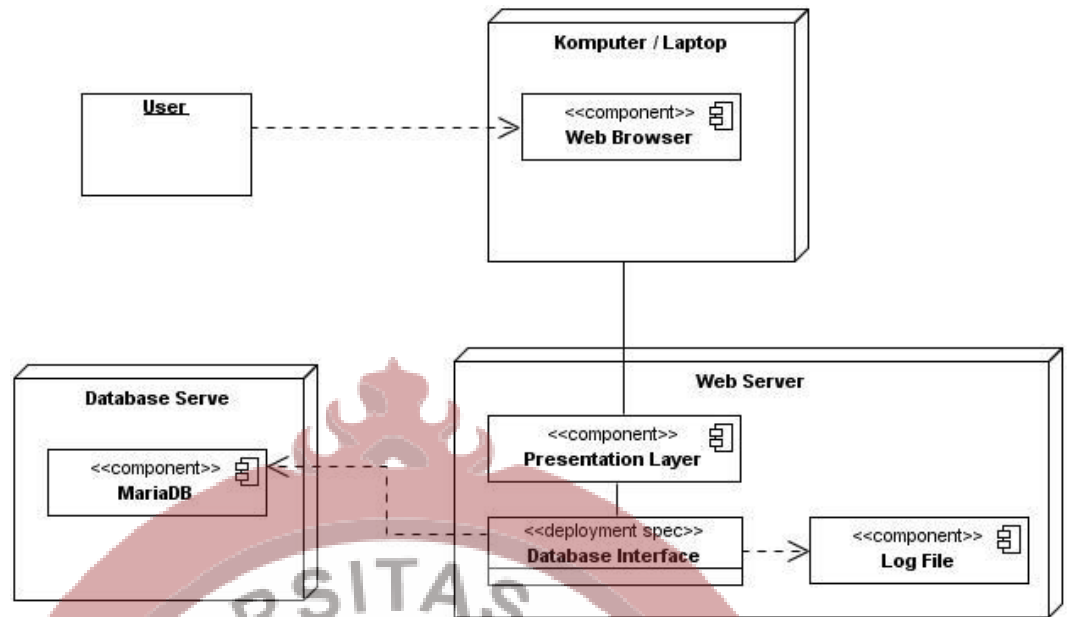 Komputer / Laptop
User
<<component>>
Web Browser
Web Server
Database Serve
<<component>>
Presentation Layer
<<component>>
MariaDB
<<deployment spec>>
Database Interface
<<component>>
Log File
RSITAS